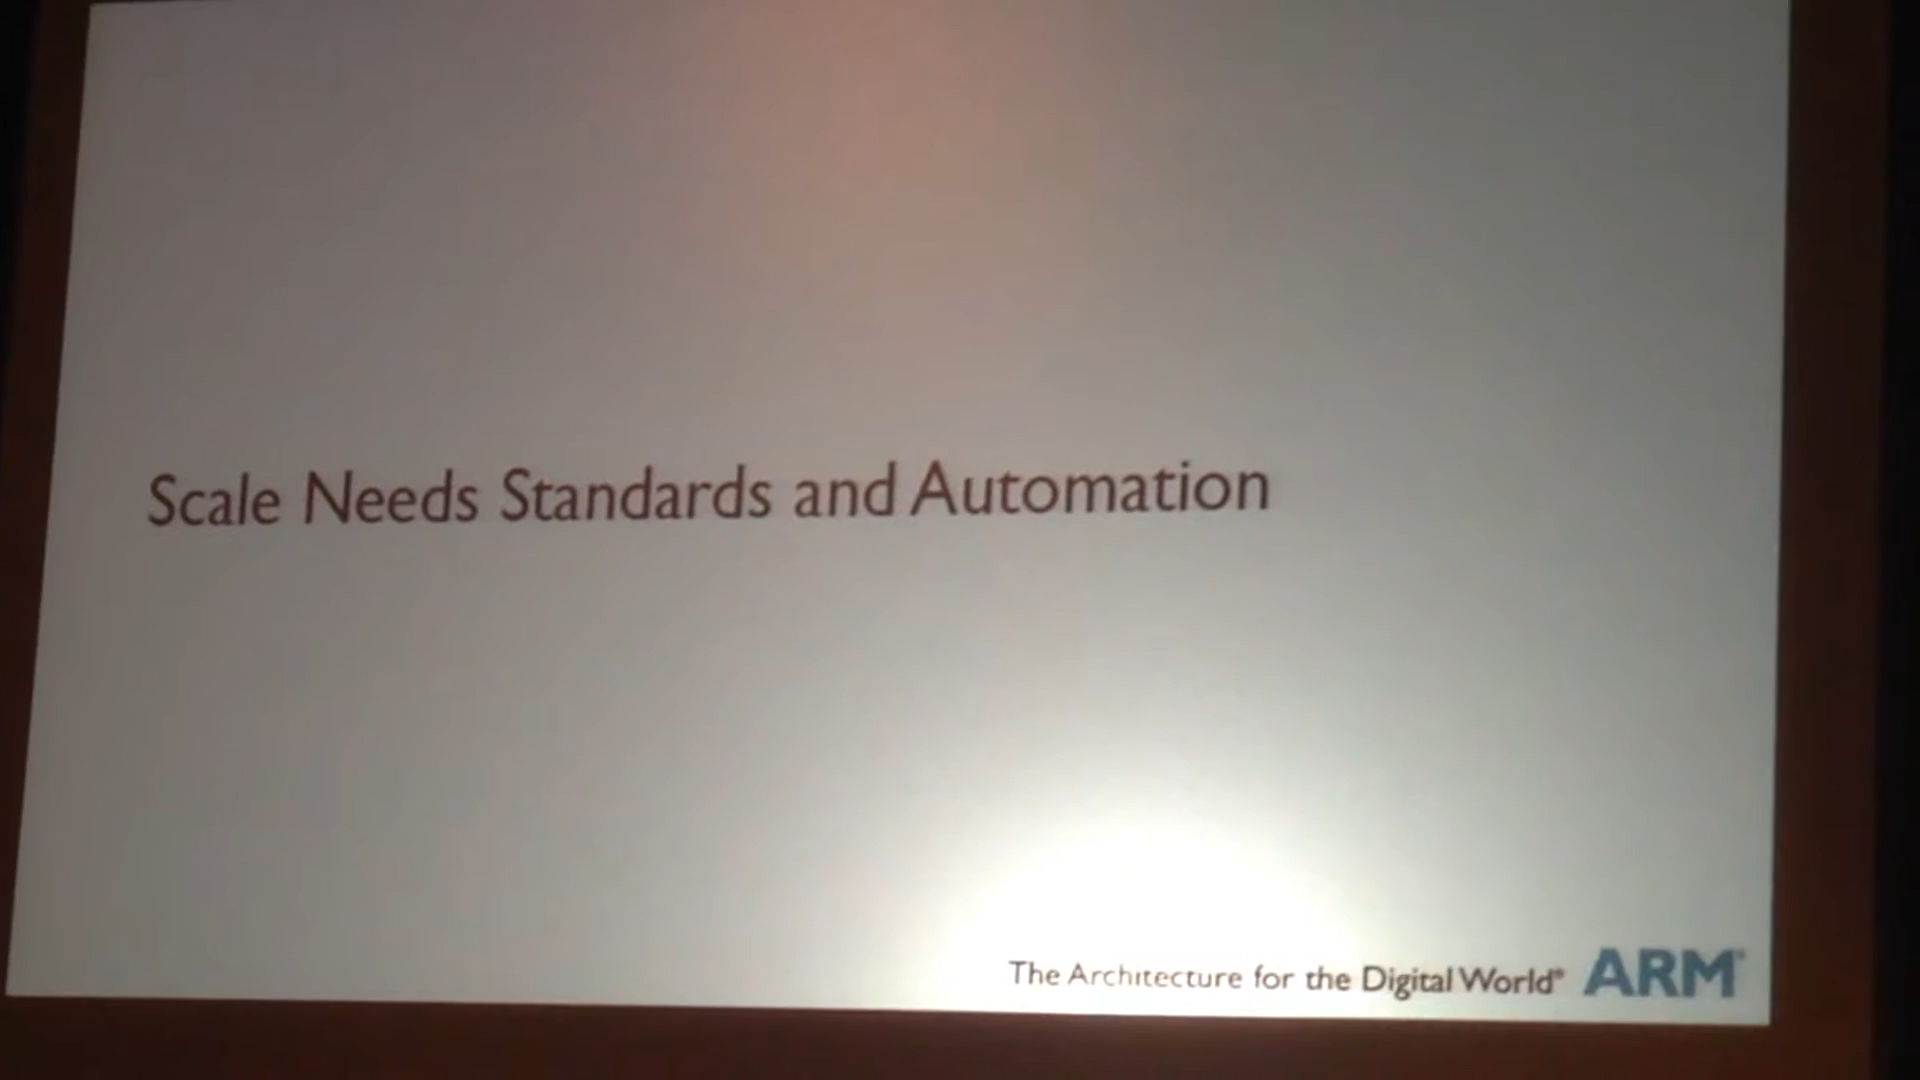 Scale Needs Standards and Automation
The Architecture for the Digital World® ARM®